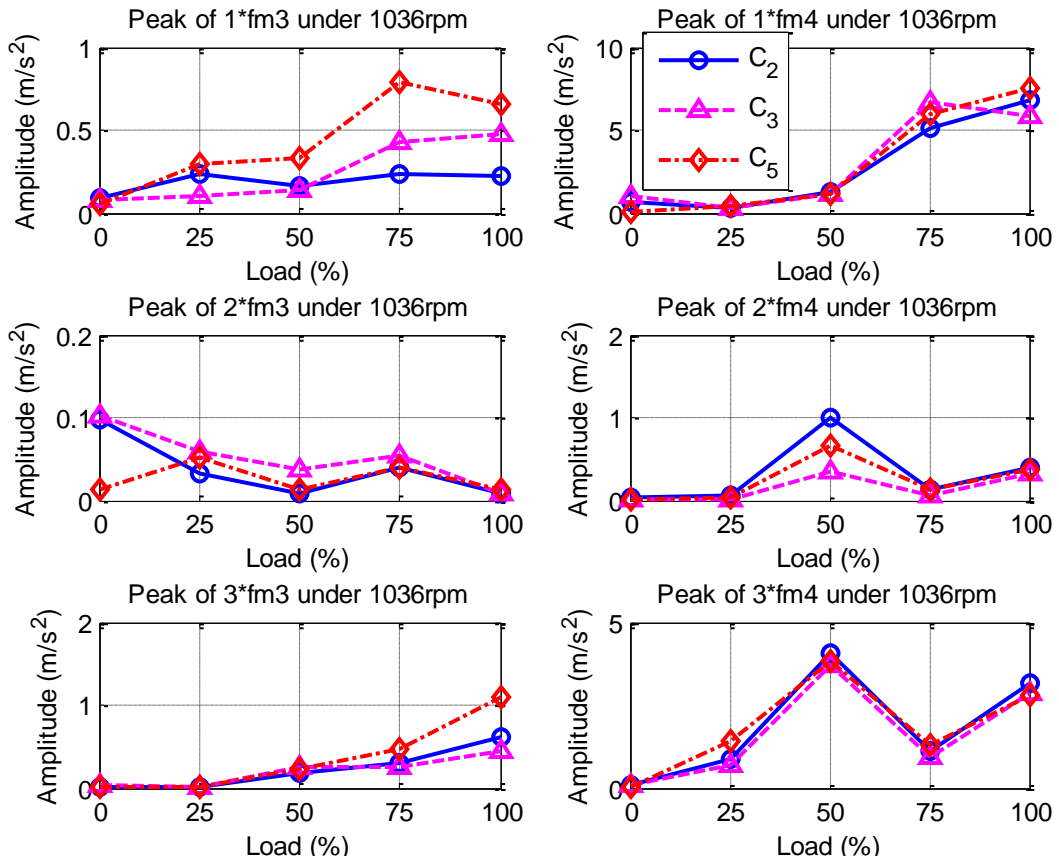 Peak of 1*fm3 under 1036rpm
Amplitude (m/s²)
1
0.5
0
0 25 50 75 100
Load (%)
Peak of 1*fm4 under 1036rpm
Amplitude (m/s²)
10
5
0
C₂
C₃
C₅
0 25 50 75 100
Load (%)
Peak of 2*fm3 under 1036rpm
Amplitude (m/s²)
0.2
0.1
0
0 25 50 75 100
Load (%)
Peak of 2*fm4 under 1036rpm
Amplitude (m/s²)
2
1
0
0 25 50 75 100
Load (%)
Peak of 3*fm3 under 1036rpm
Amplitude (m/s²)
2
1
0
0 25 50 75 100
Load (%)
Peak of 3*fm4 under 1036rpm
Amplitude (m/s²)
5
0
0 25 50 75 100
Load (%)